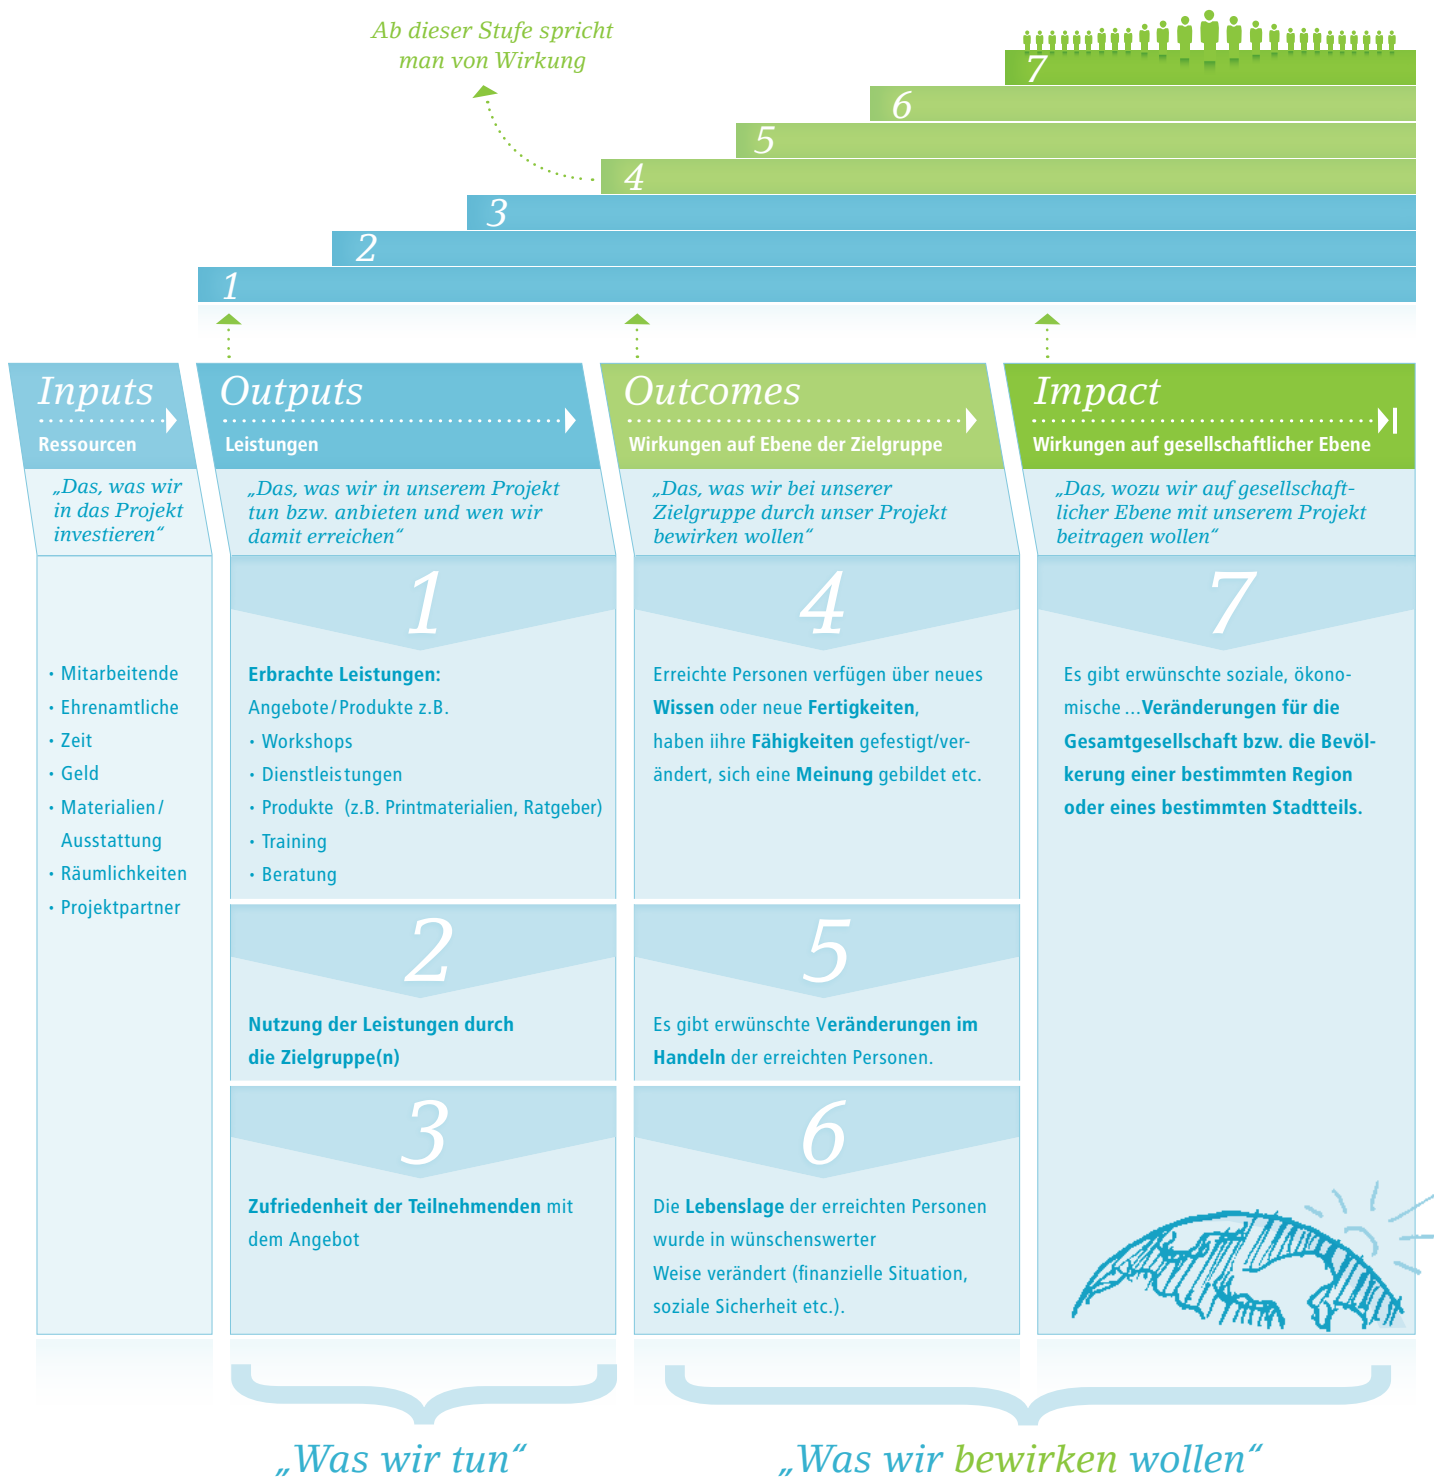 Ab dieser Stufe spricht
man von Wirkung
7
6
5
4
3
2
1
Inputs
Ressourcen
„Das, was wir
in das Projekt
investieren“
· Mitarbeitende
· Ehrenamtliche
· Zeit
· Geld
· Materialien/
Ausstattung
· Räumlichkeiten
· Projektpartner
Outputs
Leistungen
„Das, was wir in unserem Projekt
tun bzw. anbieten und wen wir
damit erreichen“
1
Erbrachte Leistungen:
Angebote/Produkte z.B.
· Workshops
· Dienstleistungen
· Produkte (z.B. Printmaterialien, Ratgeber)
· Training
· Beratung
2
Nutzung der Leistungen durch
die Zielgruppe(n)
3
Zufriedenheit der Teilnehmenden mit
dem Angebot
Outcomes
Wirkungen auf Ebene der Zielgruppe
„Das, was wir bei unserer
Zielgruppe durch unser Projekt
bewirken wollen“
4
Erreichte Personen verfügen über neues
Wissen oder neue Fertigkeiten,
haben iihre Fähigkeiten gefestigt/ver-
ändert, sich eine Meinung gebildet etc.
5
Es gibt erwünschte Veränderungen im
Handeln der erreichten Personen.
6
Die Lebenslage der erreichten Personen
wurde in wünschenswerter
Weise verändert (finanzielle Situation,
soziale Sicherheit etc.).
Impact
Wirkungen auf gesellschaftlicher Ebene
„Das, wozu wir auf gesellschaft-
licher Ebene mit unserem Projekt
beitragen wollen“
7
Es gibt erwünschte soziale, ökono-
mische ...Veränderungen für die
Gesamtgesellschaft bzw. die Bevöl-
kerung einer bestimmten Region
oder eines bestimmten Stadtteils.
„Was wir tun“
„Was wir bewirken wollen“